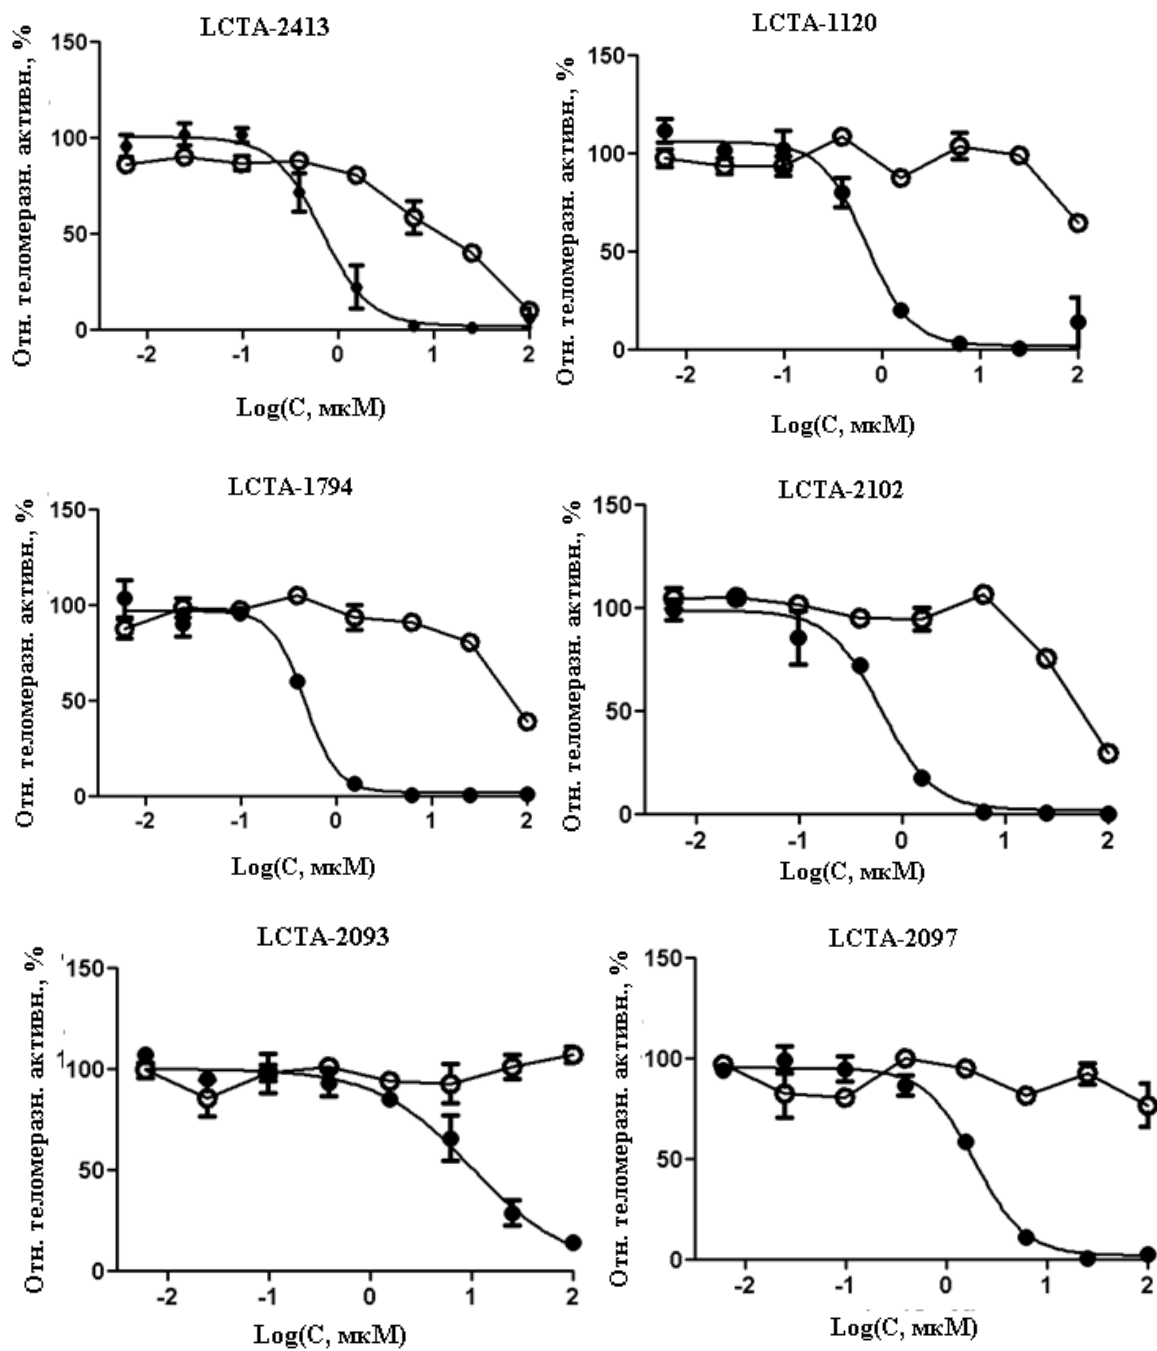 LCTA-2413
Отн. теломеразн. активн., %
150
100
50
0
-2 -1 0 1 2
Log(C, мкМ)
LCTA-1120
Отн. теломеразн. активн., %
150
100
50
0
-2 -1 0 1 2
Log(C, мкМ)
LCTA-1794
Отн. теломеразн. активн., %
150
100
50
0
-2 -1 0 1 2
Log(C, мкМ)
LCTA-2102
Отн. теломеразн. активн., %
150
100
50
0
-2 -1 0 1 2
Log(C, мкМ)
LCTA-2093
Отн. теломеразн. активн., %
150
100
50
0
-2 -1 0 1 2
Log(C, мкМ)
LCTA-2097
Отн. теломеразн. активн., %
150
100
50
0
-2 -1 0 1 2
Log(C, мкМ)